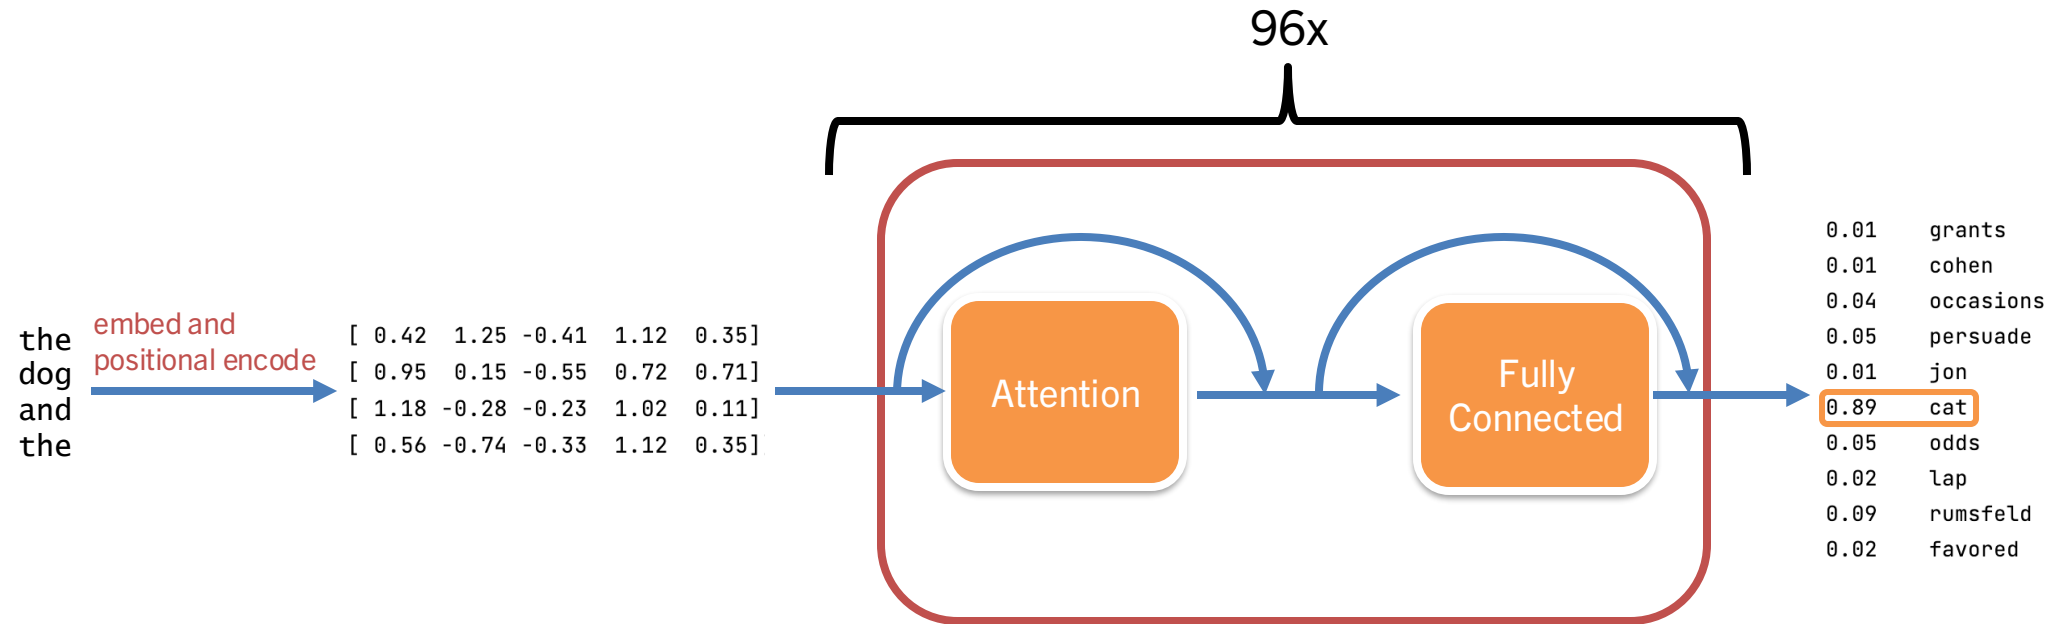 96x
the
dog
and
the
embed and
positional encode
[ 0.42 1.25 -0.41 1.12 0.35]
[ 0.95 0.15 -0.55 0.72 0.71]
[ 1.18 -0.28 -0.23 1.02 0.11]
[ 0.56 -0.74 -0.33 1.12 0.35]
Attention
Fully
Connected
0.01 grants
0.01 cohen
0.04 occasions
0.05 persuade
0.01 jon
0.89 cat
0.05 odds
0.02 lap
0.09 rumsfeld
0.02 favored